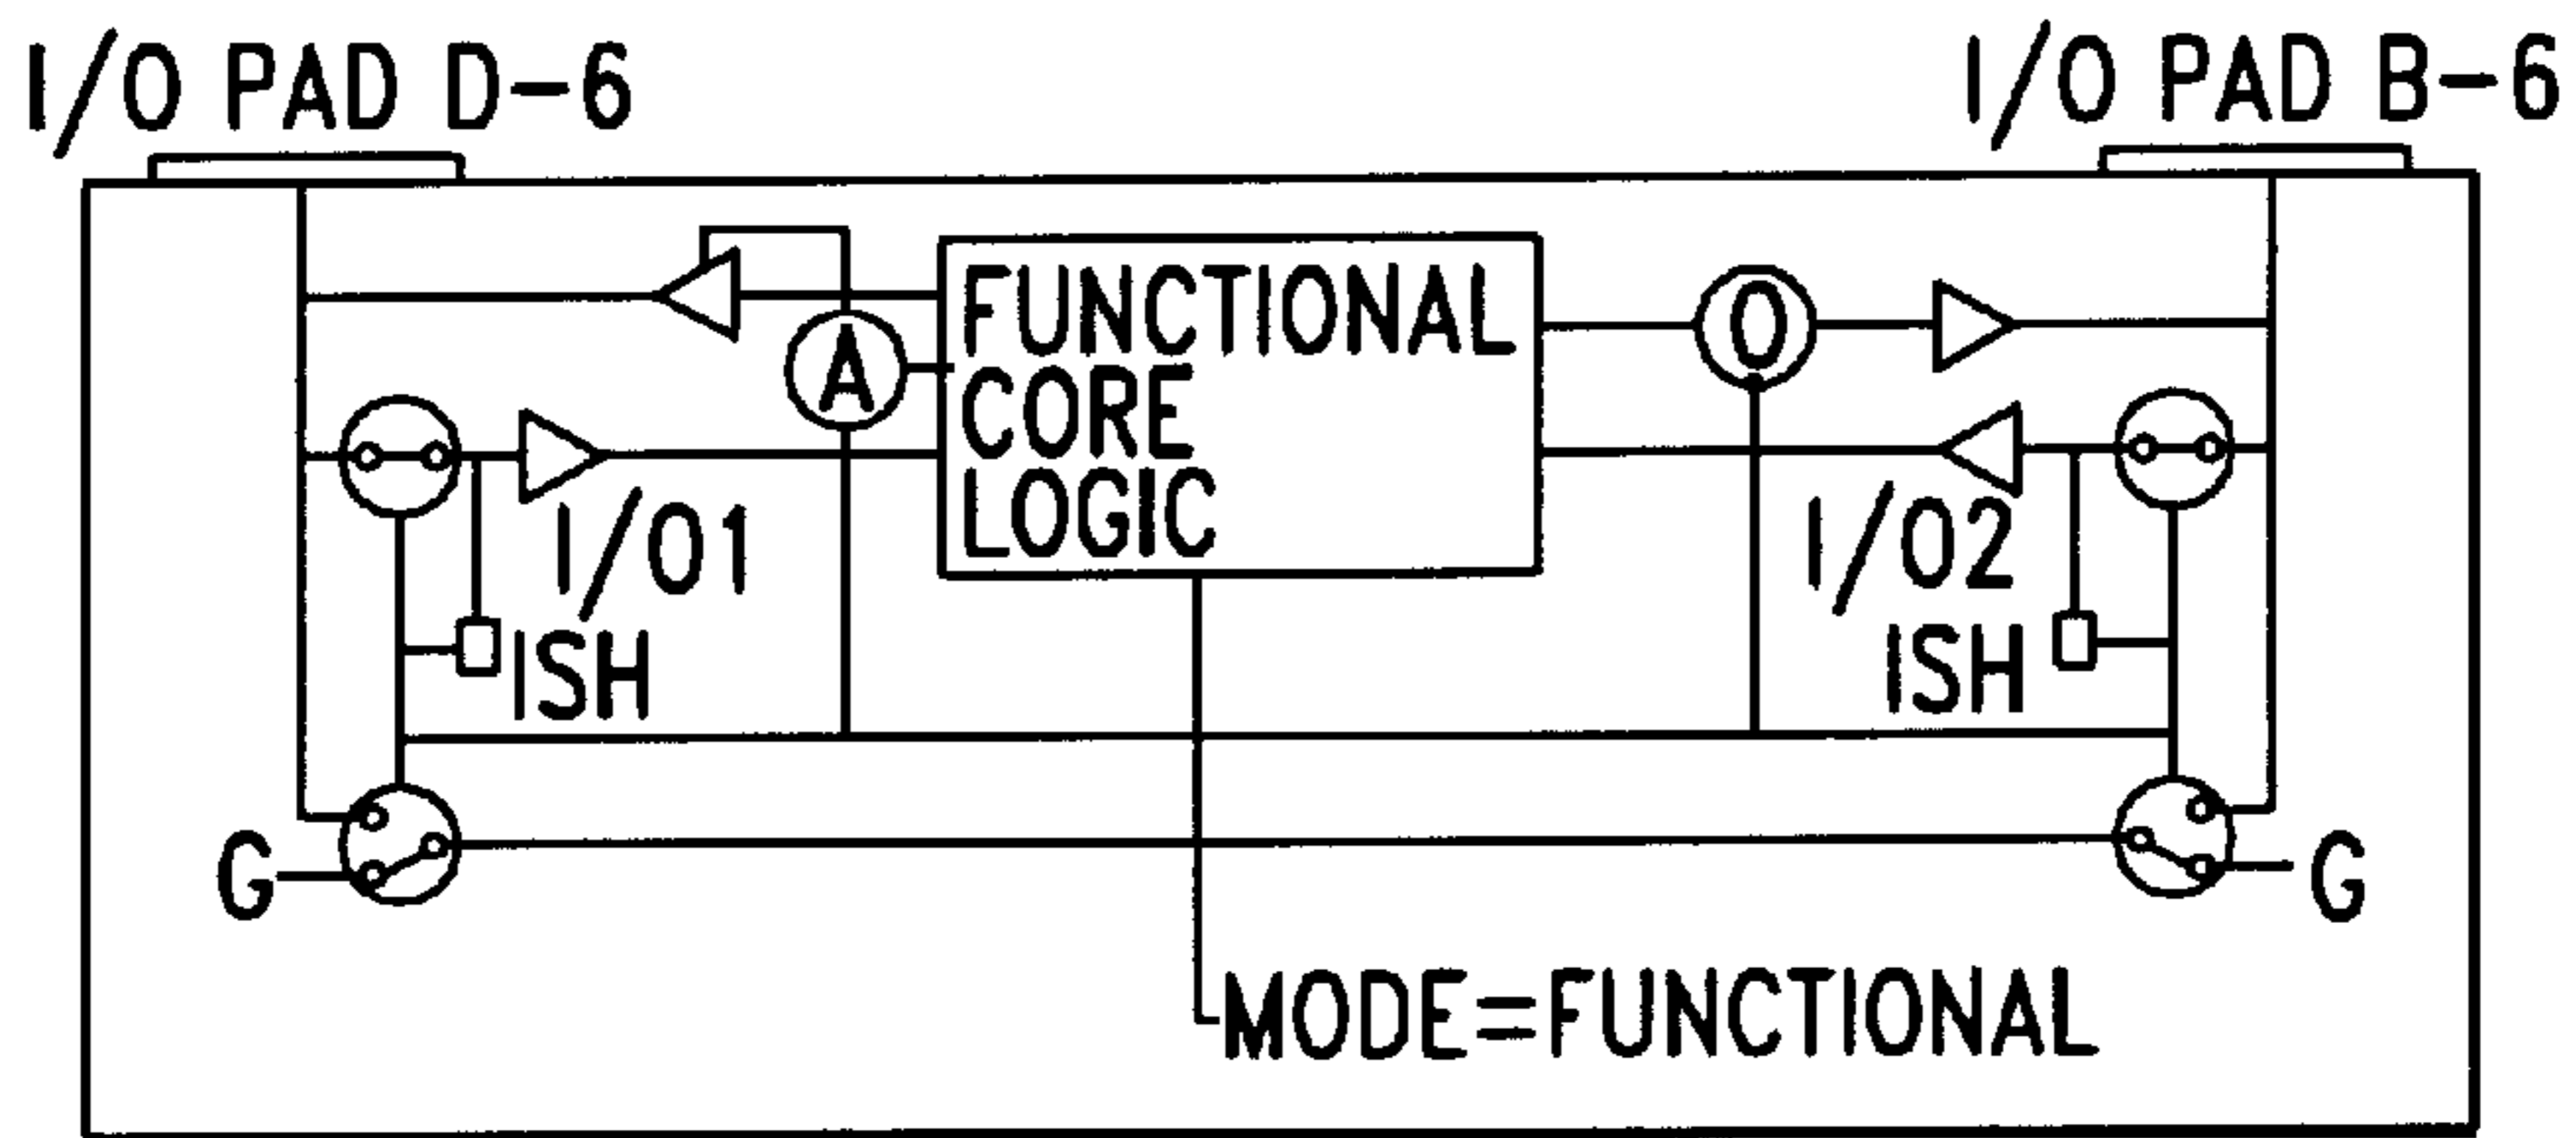 I/O PAD D-6
I/O PAD B-6
A
FUNCTIONAL
CORE
LOGIC
O
I/O1
ISH
I/O2
ISH
G
G
MODE=FUNCTIONAL